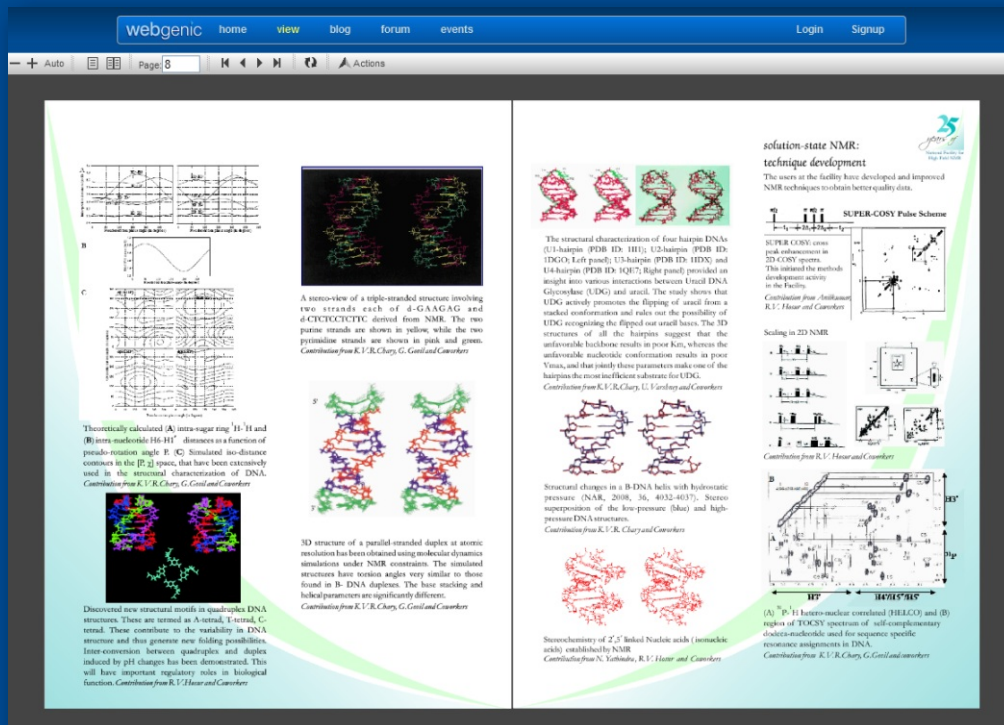 webgenic home view blog forum events Login Signup
Auto Page: 8 Actions
B
C
Theoretically calculated (A) intra-sugar ring ¹H-¹H and
(B) intra-nucleotide H6-H1" distances as a function of
pseudo-rotation angle P. (C) Simulated iso-distance
contours in the [P, χ] space, that have been extensively
used in the structural characterization of DNA.
Contribution from K.V.R.Chary, G. Govil and Coworkers
Discovered new structural motifs in quadruplex DNA
structures. These are termed as A-tetrad, T-tetrad, C-
tetrad. These contribute to the variability in DNA
structure and thus generate new folding possibilities.
Inter-conversion between quadruplex and duplex
induced by pH changes has been demonstrated. This
will have important regulatory roles in biological
function. Contribution from R.V. Hosur and Coworkers
A stereo-view of a triple-stranded structure involving
two strands each of d-GAAGAG and
d-CTCTCCTCTTC derived from NMR. The two
purine strands are shown in yellow, while the two
pyrimidine strands are shown in pink and green.
Contribution from K.V.R.Chary, G. Govil and Coworkers
5'
3'
3D structure of a parallel-stranded duplex at atomic
resolution has been obtained using molecular dynamics
simulations under NMR constraints. The simulated
structures have torsion angles very similar to those
found in B- DNA duplexes. The base stacking and
helical parameters are significantly different.
Contribution from K.V.R.Chary, G.Govil and Coworkers
The structural characterization of four hairpin DNAs
(U1-hairpin (PDB ID: 1II1); U2-hairpin (PDB ID:
1DGO; Left panel); U3-hairpin (PDB ID: 1IDX) and
U4-hairpin (PDB ID: 1QE7; Right panel) provided an
insight into various interactions between Uracil DNA
Glycosylase (UDG) and uracil. The study shows that
UDG actively promotes the flipping of uracil from a
stacked conformation and rules out the possibility of
UDG recognizing the flipped out uracil bases. The 3D
structures of all the hairpins suggest that the
unfavorable backbone results in poor Km, whereas the
unfavorable nucleotide conformation results in poor
Vmax, and that jointly these parameters make one of the
hairpins the most inefficient substrate for UDG.
Contribution from K.V.R.Chary, U. Varshney and Coworkers
Structural changes in a B-DNA helix with hydrostatic
pressure (NAR, 2008, 36, 4032-4037). Stereo
superposition of the low-pressure (blue) and high-
pressure DNA structures.
Contribution from K.V.R. Chary and Coworkers
Stereochemistry of 2',5' linked Nucleic acids ( isonucleic
acids) established by NMR
Contribution from N. Yathindra, R.V. Hosur and Coworkers
25
years of
National Facility for
High Field NMR
solution-state NMR:
technique development
The users at the facility have developed and improved
NMR techniques to obtain better quality data.
SUPER-COSY Pulse Scheme
SUPER COSY: cross
peak enhancement in
2D COSY spectra.
This initiated the methods
development activity
in the Facility.
Contribution from Anilkumar,
R.V. Hosur and Coworkers
Scaling in 2D NMR
Contribution from R.V. Hosur and Coworkers
B
H3'
A
H3' H4'/H5'/H5"
(A) ³¹P-¹H hetero-nuclear correlated (HELCO) and (B)
region of TOCSY spectrum of self-complementary
dodeca-nucleotide used for sequence specific
resonance assignments in DNA.
Contribution from K.V.R.Chary, G.Govil and coworkers